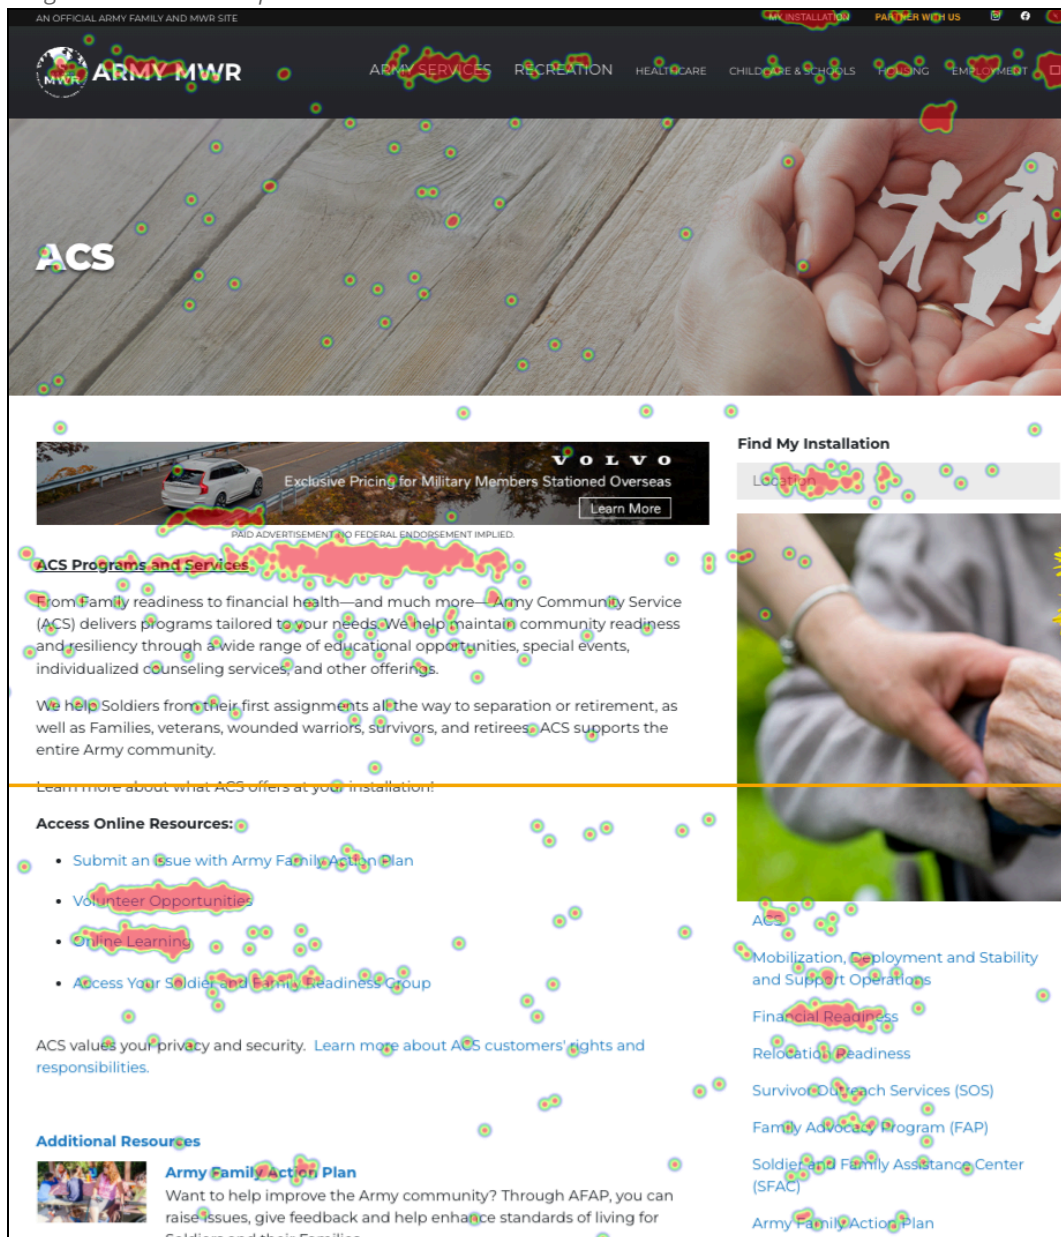 AN OFFICIAL ARMY FAMILY AND MWR SITE
MY INSTALLATION PARTNER WITH US
MWR ARMY MWR
ARMY SERVICES RECREATION HEALTHCARE CHILDCARE & SCHOOLS HOUSING EMPLOYMENT
ACS
VOLVO
Exclusive Pricing for Military Members Stationed Overseas
Learn More
PAID ADVERTISEMENT. NO FEDERAL ENDORSEMENT IMPLIED.
ACS Programs and Services
From Family readiness to financial health—and much more— Army Community Service
(ACS) delivers programs tailored to your needs. We help maintain community readiness
and resiliency through a wide range of educational opportunities, special events,
individualized counseling services, and other offerings.
We help Soldiers from their first assignments all the way to separation or retirement, as
well as Families, veterans, wounded warriors, survivors, and retirees. ACS supports the
entire Army community.
Learn more about what ACS offers at your installation!
Access Online Resources:
Submit an Issue with Army Family Action Plan
Volunteer Opportunities
Online Learning
Access Your Soldier and Family Readiness Group
ACS values your privacy and security. Learn more about ACS customers' rights and
responsibilities.
Additional Resources
Army Family Action Plan
Want to help improve the Army community? Through AFAP, you can
raise issues, give feedback and help enhance standards of living for
Soldiers and their Families.
Find My Installation
Location
ACS
Mobilization, Deployment and Stability
and Support Operations
Financial Readiness
Relocation Readiness
Survivor Outreach Services (SOS)
Family Advocacy Program (FAP)
Soldier and Family Assistance Center
(SFAC)
Army Family Action Plan